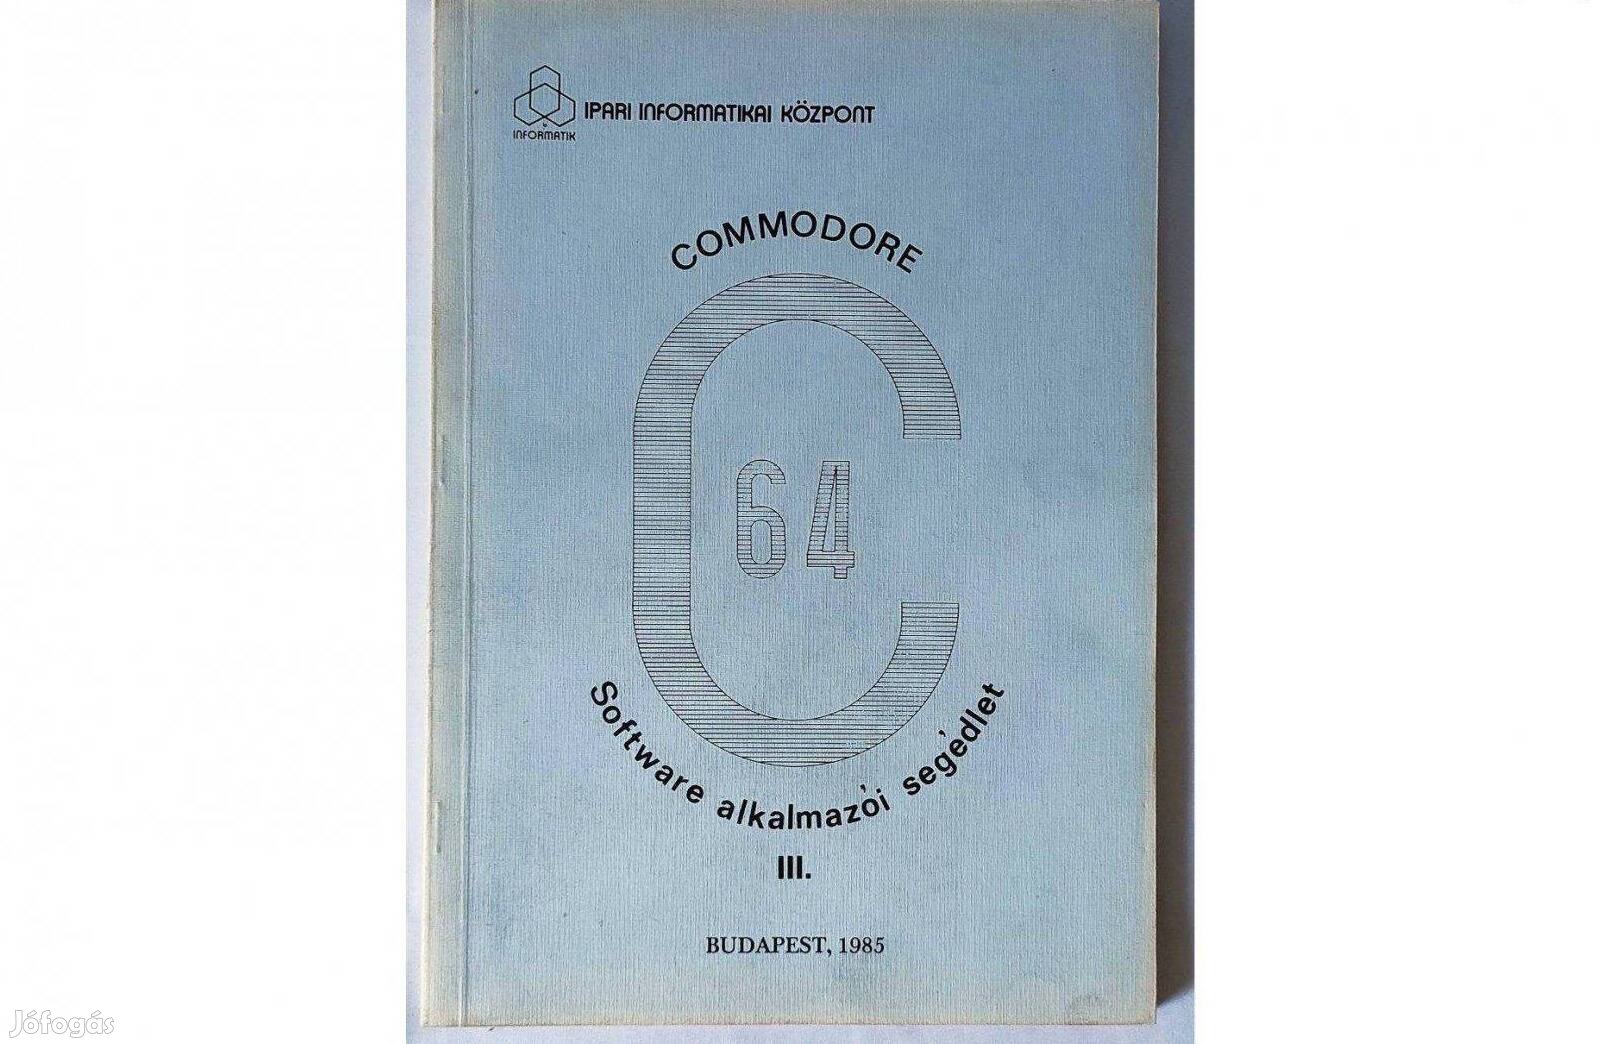 IPARI INFORMATIKAI KÖZPONT
INFORMATIK
COMMODORE
64
Software alkalmazói segédlet
III.
BUDAPEST, 1985
Jófogás